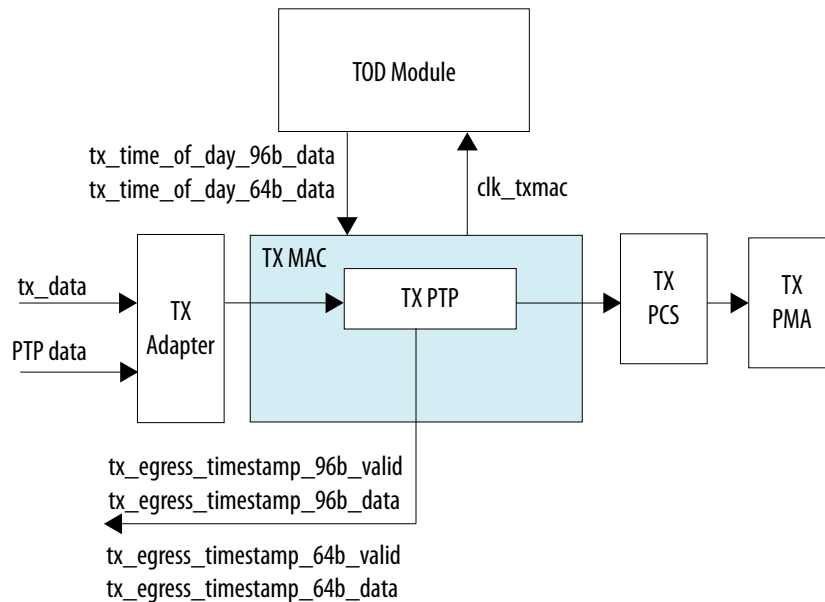 TOD Module
tx_time_of_day_96b_data
tx_time_of_day_64b_data
clk_txmac
TX MAC
tx_data
TX
Adapter
TX PTP
TX
PCS
TX
PMA
PTP data
tx_egress_timestamp_96b_valid
tx_egress_timestamp_96b_data
tx_egress_timestamp_64b_valid
tx_egress_timestamp_64b_data